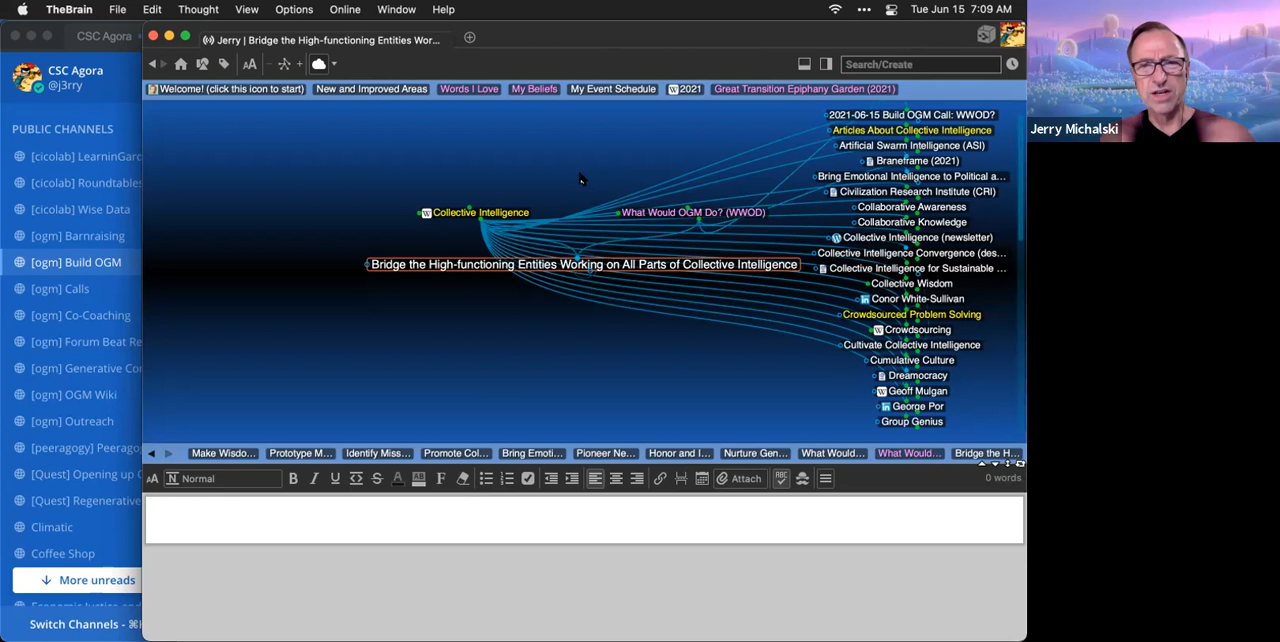 TheBrain File Edit Thought View Options Online Window Help
Tue Jun 15 7:09 AM
CSC Agora
Jerry | Bridge the High-functioning Entities Wor...
CSC Agora
@j3rry
PUBLIC CHANNELS
[cicolab] LearninGard
[cicolab] Roundtables
[cicolab] Wise Data
[ogm] Barnraising
[ogm] Build OGM
[ogm] Calls
[ogm] Co-Coaching
[ogm] Forum Beat Re
[ogm] Generative Co
[ogm] OGM Wiki
[ogm] Outreach
[peeragogy] Peerago
[Quest] Opening up C
[Quest] Regenerative
Climatic
Coffee Shop
More unreads
Switch Channels - ⌘
AA
Search/Create
Welcome! (click this icon to start) New and Improved Areas Words I Love My Beliefs My Event Schedule W 2021 Great Transition Epiphany Garden (2021)
2021-06-15 Build OGM Call: WWOD?
Articles About Collective Intelligence
Artificial Swarm Intelligence (ASI)
Braneframe (2021)
Bring Emotional Intelligence to Political a...
Civilization Research Institute (CRI)
Collaborative Awareness
W Collective Intelligence
What Would OGM Do? (WWOD)
Collaborative Knowledge
Collective Intelligence (newsletter)
Collective Intelligence Convergence (des...
Bridge the High-functioning Entities Working on All Parts of Collective Intelligence
Collective Intelligence for Sustainable ...
Collective Wisdom
Conor White-Sullivan
Crowdsourced Problem Solving
W Crowdsourcing
Cultivate Collective Intelligence
Cumulative Culture
Dreamocracy
W Geoff Mulgan
George Por
Group Genius
Make Wisdo... Prototype M... Identify Miss... Promote Col... Bring Emoti... Pioneer Ne... Honor and I... Nurture Gen... What Would... What Would... Bridge the H...
AA N Normal B I U S A AB F Attach
0 words
Jerry Michalski